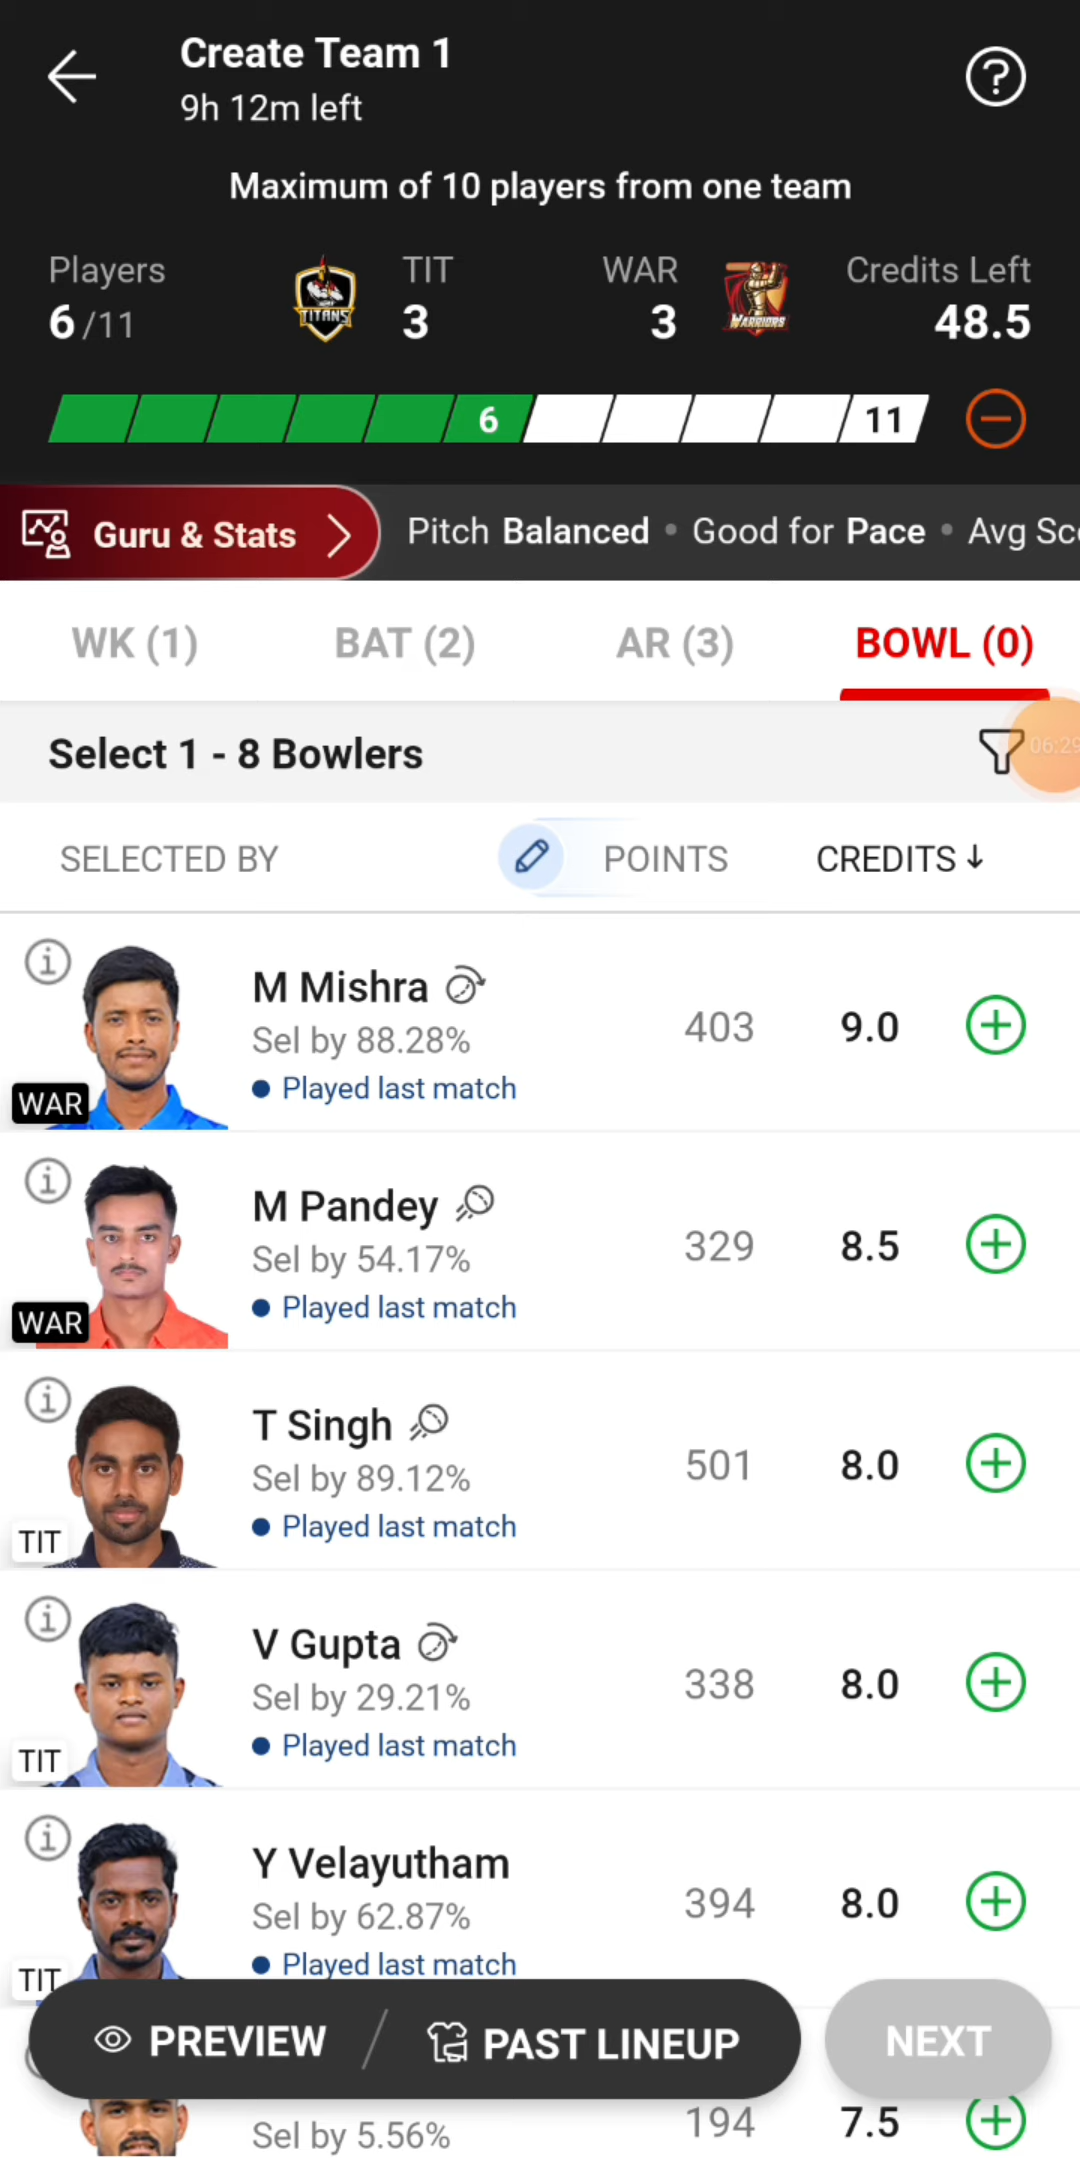 Create Team 1
9h 12m left
Maximum of 10 players from one team
Players
6/11
TITANS
TIT
3
WAR
3
WARRIORS
Credits Left
48.5
6
11
Guru & Stats
Pitch Balanced • Good for Pace • Avg Sc
WK (1)
BAT (2)
AR (3)
BOWL (0)
Select 1 - 8 Bowlers
06:29
SELECTED BY
POINTS
CREDITS ↓
M Mishra
Sel by 88.28%
Played last match
WAR
403
9.0
M Pandey
Sel by 54.17%
Played last match
WAR
329
8.5
T Singh
Sel by 89.12%
Played last match
TIT
501
8.0
V Gupta
Sel by 29.21%
Played last match
TIT
338
8.0
Y Velayutham
Sel by 62.87%
Played last match
TIT
394
8.0
PREVIEW
PAST LINEUP
NEXT
Sel by 5.56%
194
7.5